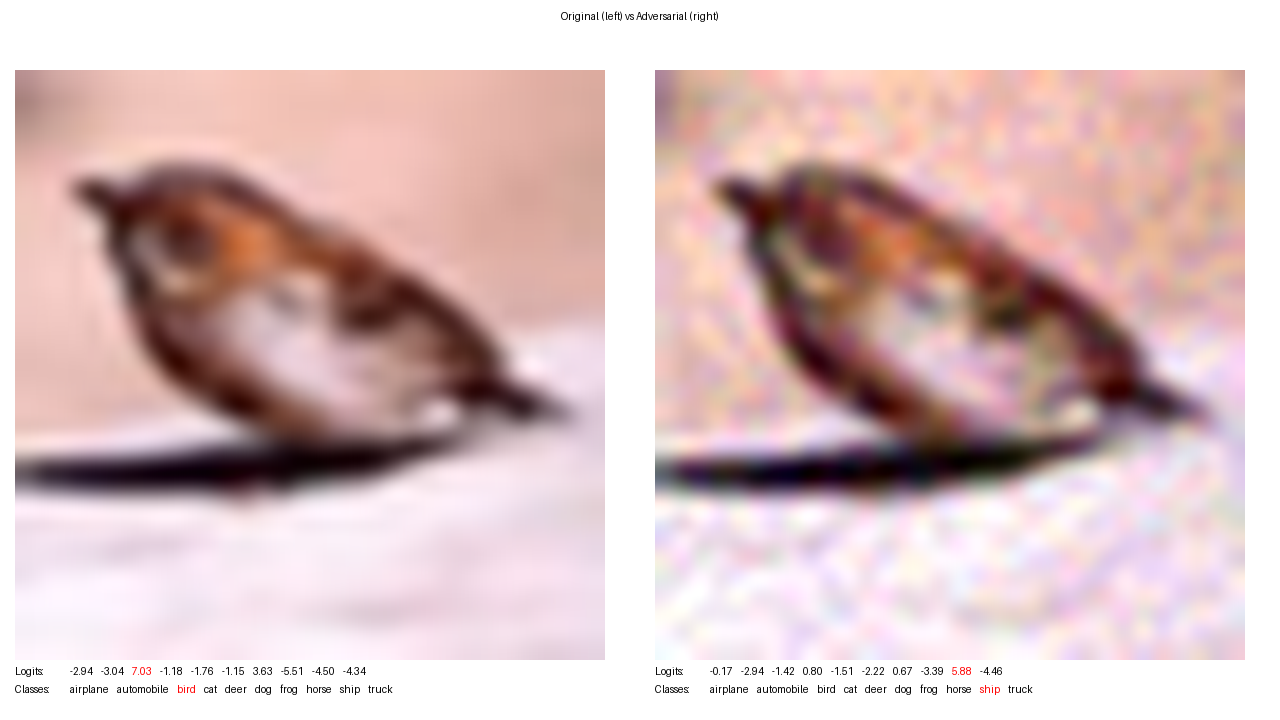 Original (left) vs Adversarial (right)
Logits: -2.94 -3.04 7.03 -1.18 -1.76 -1.15 3.63 -5.51 -4.50 -4.34
Classes: airplane automobile bird cat deer dog frog horse ship truck
Logits: -0.17 -2.94 -1.42 0.80 -1.51 -2.22 0.67 -3.39 5.88 -4.46
Classes: airplane automobile bird cat deer dog frog horse ship truck